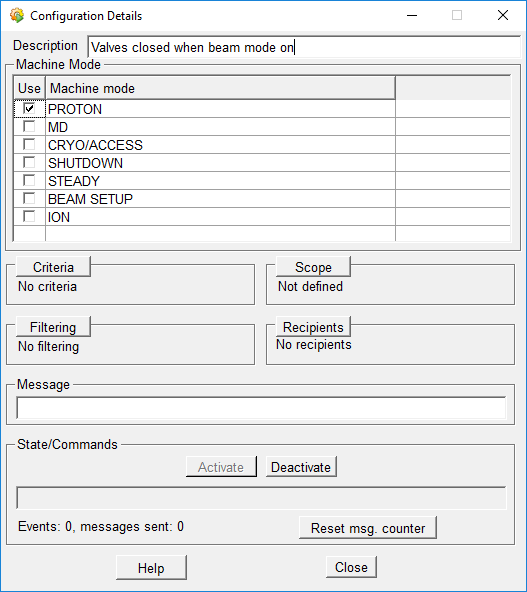 Configuration Details
Description Valves closed when beam mode on
Machine Mode
Use Machine mode
PROTON
MD
CRYO/ACCESS
SHUTDOWN
STEADY
BEAM SETUP
ION
Criteria
No criteria
Scope
Not defined
Filtering
No filtering
Recipients
No recipients
Message
State/Commands
Activate Deactivate
Events: 0, messages sent: 0 Reset msg. counter
Help Close